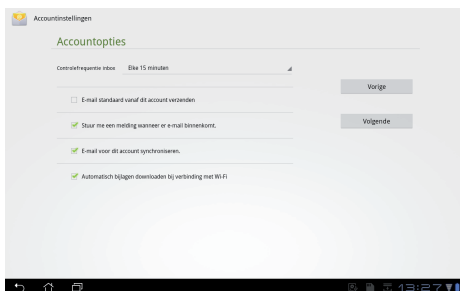 Accountinstellingen
Accountopties
Controlefrequentie inbox Elke 15 minuten
Vorige
E-mail standaard vanaf dit account verzenden
Stuur me een melding wanneer er e-mail binnenkomt.
Volgende
E-mail voor dit account synchroniseren.
Automatisch bijlagen downloaden bij verbinding met Wi-Fi
13:27